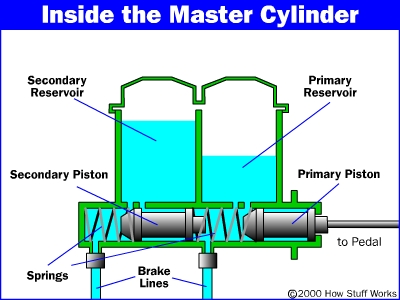 Inside the Master Cylinder
Secondary
Reservoir
Primary
Reservoir
Secondary Piston
Primary Piston
to Pedal
Springs
Brake
Lines
©2000 How Stuff Works